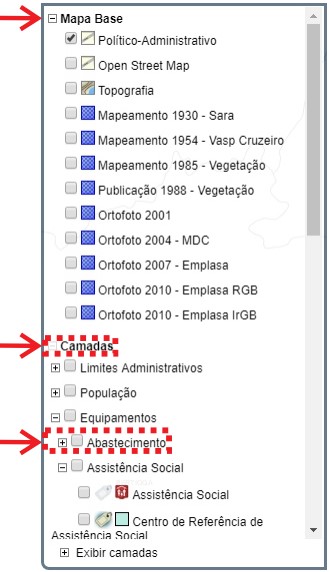 Mapa Base
Político-Administrativo
Open Street Map
Topografia
Mapeamento 1930 - Sara
Mapeamento 1954 - Vasp Cruzeiro
Mapeamento 1985 - Vegetação
Publicação 1988 - Vegetação
Ortofoto 2001
Ortofoto 2004 - MDC
Ortofoto 2007 - Emplasa
Ortofoto 2010 - Emplasa RGB
Ortofoto 2010 - Emplasa IrGB
Camadas
Limites Administrativos
População
Equipamentos
Abastecimento
Assistência Social
Assistência Social
Centro de Referência de
Assistência Social
Exibir camadas